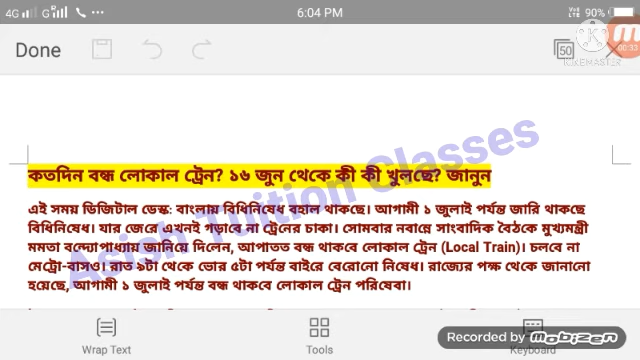 4G G 6:04 PM 90%
Done 50 00:33
KINEMASTER
কতদিন বন্ধ লোকাল ট্রেন? ১৬ জুন থেকে কী কী খুলছে? জানুন
এই সময় ডিজিটাল ডেস্ক: বাংলায় বিধিনিষেধ বহাল থাকছে। আগামী ১ জুলাই পর্যন্ত জারি থাকছে
বিধিনিষেধ। যার জেরে এখনই গড়াবে না ট্রেনের চাকা। সোমবার নবান্নে সাংবাদিক বৈঠকে মুখ্যমন্ত্রী
মমতা বন্দ্যোপাধ্যায় জানিয়ে দিলেন, আপাতত বন্ধ থাকবে লোকাল ট্রেন (Local Train)। চলবে না
মেট্রো-বাসও। রাত ৯টা থেকে ভোর ৫টা পর্যন্ত বাইরে বেরোনো নিষেধ। রাজ্যের পক্ষ থেকে জানানো
হয়েছে, আগামী ১ জুলাই পর্যন্ত বন্ধ থাকবে লোকাল ট্রেন পরিষেবা।
Asish Tuition Classes
Wrap Text Tools Keyboard
Recorded by mobizen